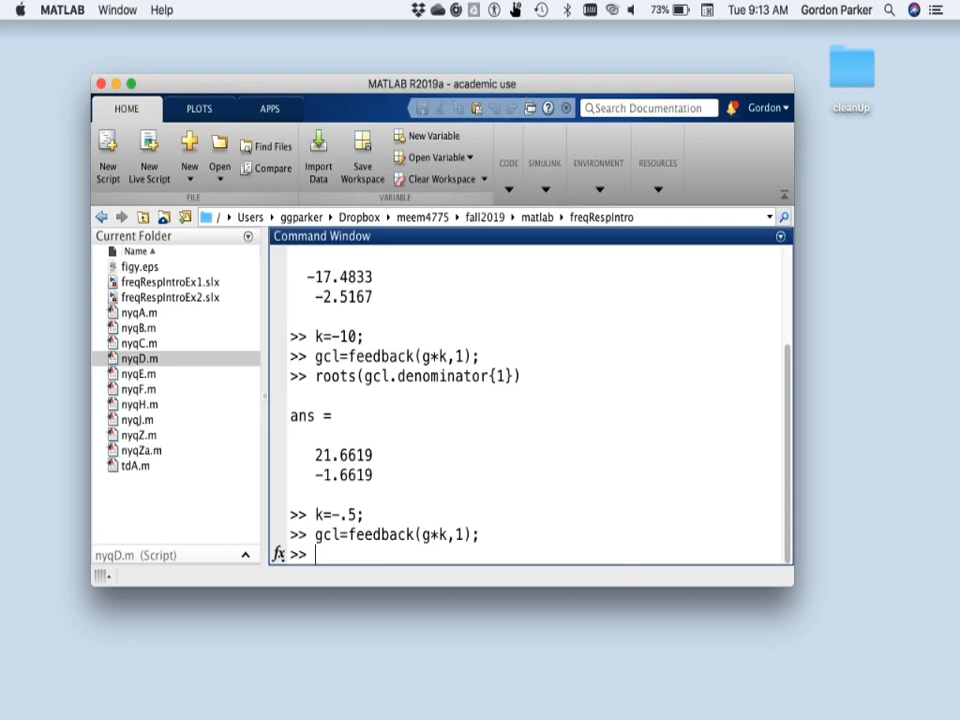 MATLAB Window Help 73% Tue 9:13 AM Gordon Parker
cleanUp
MATLAB R2019a - academic use
HOME PLOTS APPS Search Documentation Gordon
New Script
New Live Script
New
Open
Find Files
Compare
Import Data
Save Workspace
New Variable
Open Variable
Clear Workspace
CODE SIMULINK ENVIRONMENT RESOURCES
FILE VARIABLE
/ Users ggparker Dropbox meem4775 fall2019 matlab freqRespIntro
Current Folder
Name
figy.eps
freqRespIntroEx1.slx
freqRespIntroEx2.slx
nyqA.m
nyqB.m
nyqC.m
nyqD.m
nyqE.m
nyqF.m
nyqH.m
nyqJ.m
nyqZ.m
nyqZa.m
tdA.m
nyqD.m (Script)
Command Window
-17.4833
-2.5167
>> k=-10;
>> gcl=feedback(g*k,1);
>> roots(gcl.denominator{1})
ans =
21.6619
-1.6619
>> k=-.5;
>> gcl=feedback(g*k,1);
fx >>